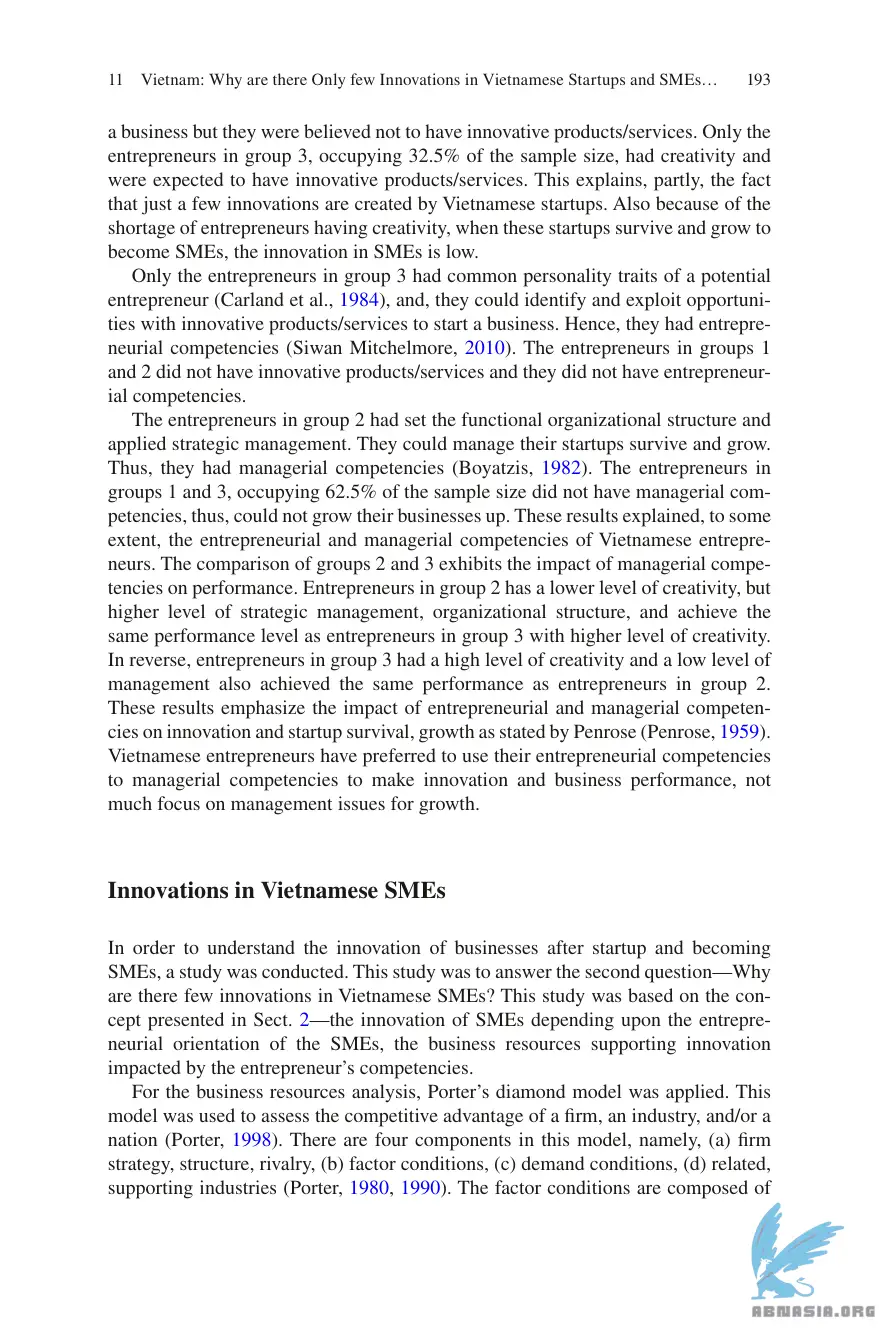 11 Vietnam: Why are there Only few Innovations in Vietnamese Startups and SMEs… 193
a business but they were believed not to have innovative products/services. Only the
entrepreneurs in group 3, occupying 32.5% of the sample size, had creativity and
were expected to have innovative products/services. This explains, partly, the fact
that just a few innovations are created by Vietnamese startups. Also because of the
shortage of entrepreneurs having creativity, when these startups survive and grow to
become SMEs, the innovation in SMEs is low.
Only the entrepreneurs in group 3 had common personality traits of a potential
entrepreneur (Carland et al., 1984), and, they could identify and exploit opportuni-
ties with innovative products/services to start a business. Hence, they had entrepre-
neurial competencies (Siwan Mitchelmore, 2010). The entrepreneurs in groups 1
and 2 did not have innovative products/services and they did not have entrepreneur-
ial competencies.
The entrepreneurs in group 2 had set the functional organizational structure and
applied strategic management. They could manage their startups survive and grow.
Thus, they had managerial competencies (Boyatzis, 1982). The entrepreneurs in
groups 1 and 3, occupying 62.5% of the sample size did not have managerial com-
petencies, thus, could not grow their businesses up. These results explained, to some
extent, the entrepreneurial and managerial competencies of Vietnamese entrepre-
neurs. The comparison of groups 2 and 3 exhibits the impact of managerial compe-
tencies on performance. Entrepreneurs in group 2 has a lower level of creativity, but
higher level of strategic management, organizational structure, and achieve the
same performance level as entrepreneurs in group 3 with higher level of creativity.
In reverse, entrepreneurs in group 3 had a high level of creativity and a low level of
management also achieved the same performance as entrepreneurs in group 2.
These results emphasize the impact of entrepreneurial and managerial competen-
cies on innovation and startup survival, growth as stated by Penrose (Penrose, 1959).
Vietnamese entrepreneurs have preferred to use their entrepreneurial competencies
to managerial competencies to make innovation and business performance, not
much focus on management issues for growth.
Innovations in Vietnamese SMEs
In order to understand the innovation of businesses after startup and becoming
SMEs, a study was conducted. This study was to answer the second question—Why
are there few innovations in Vietnamese SMEs? This study was based on the con-
cept presented in Sect. 2—the innovation of SMEs depending upon the entrepre-
neurial orientation of the SMEs, the business resources supporting innovation
impacted by the entrepreneur's competencies.
For the business resources analysis, Porter's diamond model was applied. This
model was used to assess the competitive advantage of a firm, an industry, and/or a
nation (Porter, 1998). There are four components in this model, namely, (a) firm
strategy, structure, rivalry, (b) factor conditions, (c) demand conditions, (d) related,
supporting industries (Porter, 1980, 1990). The factor conditions are composed of
ABNASIA.ORG